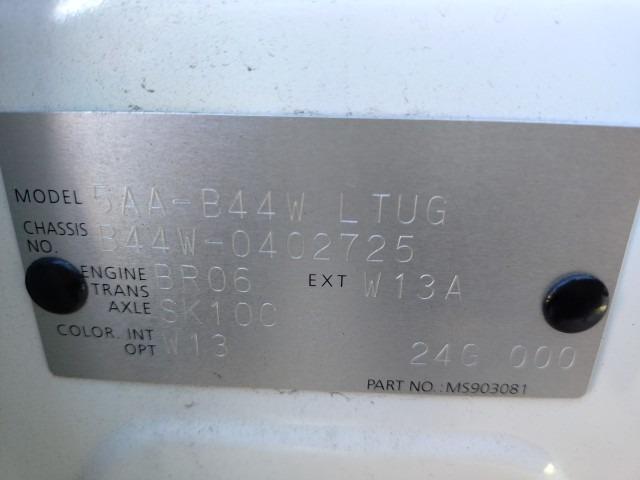 MODEL 5AA-B44W LTUG
CHASSIS NO. B44W-0402725
ENGINE BR06 EXT W13A
TRANS AXLE SK10C
COLOR. INT W13
OPT 24G 000
PART NO.: MS903081